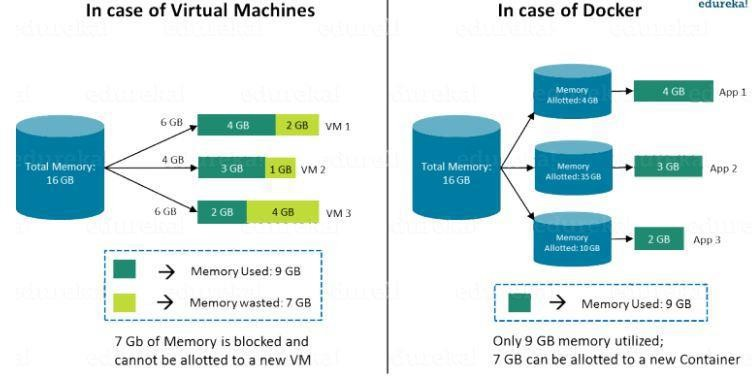 In case of Virtual Machines
Total Memory:
16 GB
6 GB
4 GB
2 GB
VM 1
4 GB
3 GB
1 GB
VM 2
6 GB
2 GB
4 GB
VM 3
→ Memory Used: 9 GB
→ Memory wasted: 7 GB
7 Gb of Memory is blocked and
cannot be allotted to a new VM
In case of Docker
edureka!
Total Memory:
16 GB
Memory
Allotted: 4 GB
4 GB
App 1
Memory
Allotted: 35 GB
3 GB
App 2
Memory
Allotted: 10 GB
2 GB
App 3
→ Memory Used: 9 GB
Only 9 GB memory utilized;
7 GB can be allotted to a new Container